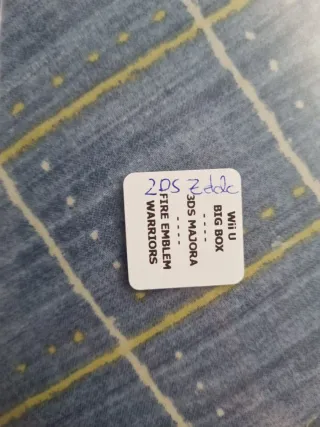 2DS Zelda
Wii U
BIG BOX
- - - -
3DS MAJORA
- - - -
FIRE EMBLEM
WARRIORS